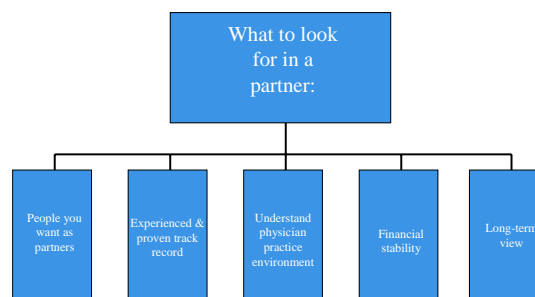 What to look
for in a
partner:
People you
want as
partners
Experienced &
proven track
record
Understand
physician
practice
environment
Financial
stability
Long-term
view